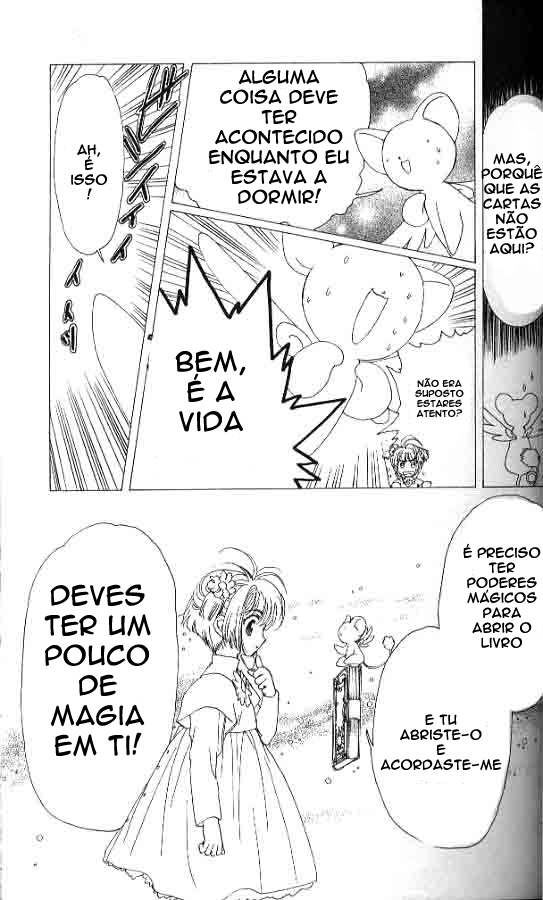 MAS,
PORQUÊ
QUE AS
CARTAS
NÃO
ESTÃO
AQUI?
ALGUMA
COISA DEVE
TER
ACONTECIDO
ENQUANTO EU
ESTAVA A
DORMIR!
NÃO ERA
SUPOSTO
ESTARES
ATENTO?
BEM,
É A
VIDA
AH,
É
ISSO!
É PRECISO
TER
PODERES
MÁGICOS
PARA
ABRIR O
LIVRO
E TU
ABRISTE-O
E
ACORDASTE-ME
DEVES
TER UM
POUCO
DE
MAGIA
EM TI!